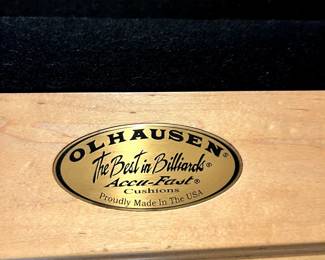 OLHAUSEN®
The Best in Billiards®
Accu-Fast®
Cushions
Proudly Made In The USA